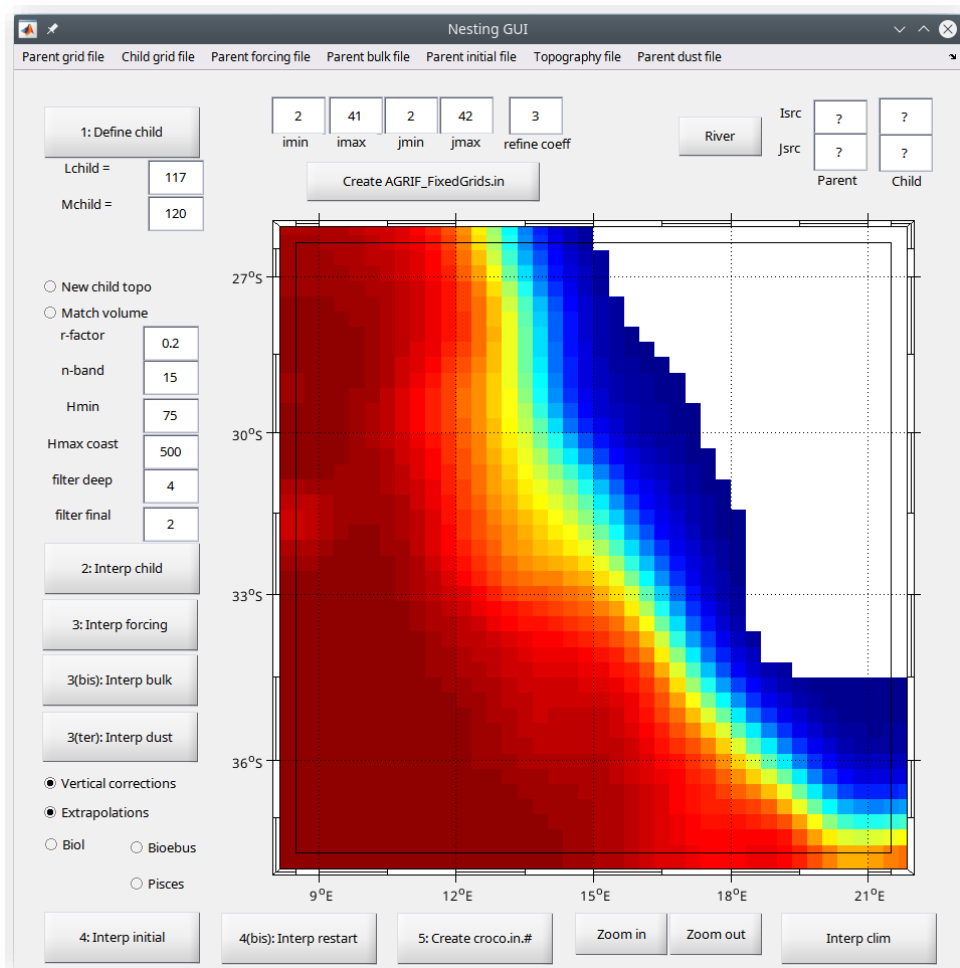 Nesting GUI
Parent grid file Child grid file Parent forcing file Parent bulk file Parent initial file Topography file Parent dust file
1: Define child
2 41 2 42 3
imin imax jmin jmax refine coeff
River
Isrc ? ?
Jsrc ? ?
Parent Child
Lchild = 117
Mchild = 120
Create AGRIF_FixedGrids.in
New child topo
Match volume
r-factor 0.2
n-band 15
Hmin 75
Hmax coast 500
filter deep 4
filter final 2
2: Interp child
3: Interp forcing
3(bis): Interp bulk
3(ter): Interp dust
Vertical corrections
Extrapolations
Biol Bioebus
Pisces
27°S
30°S
33°S
36°S
9°E 12°E 15°E 18°E 21°E
4: Interp initial 4(bis): Interp restart 5: Create croco.in.# Zoom in Zoom out Interp clim